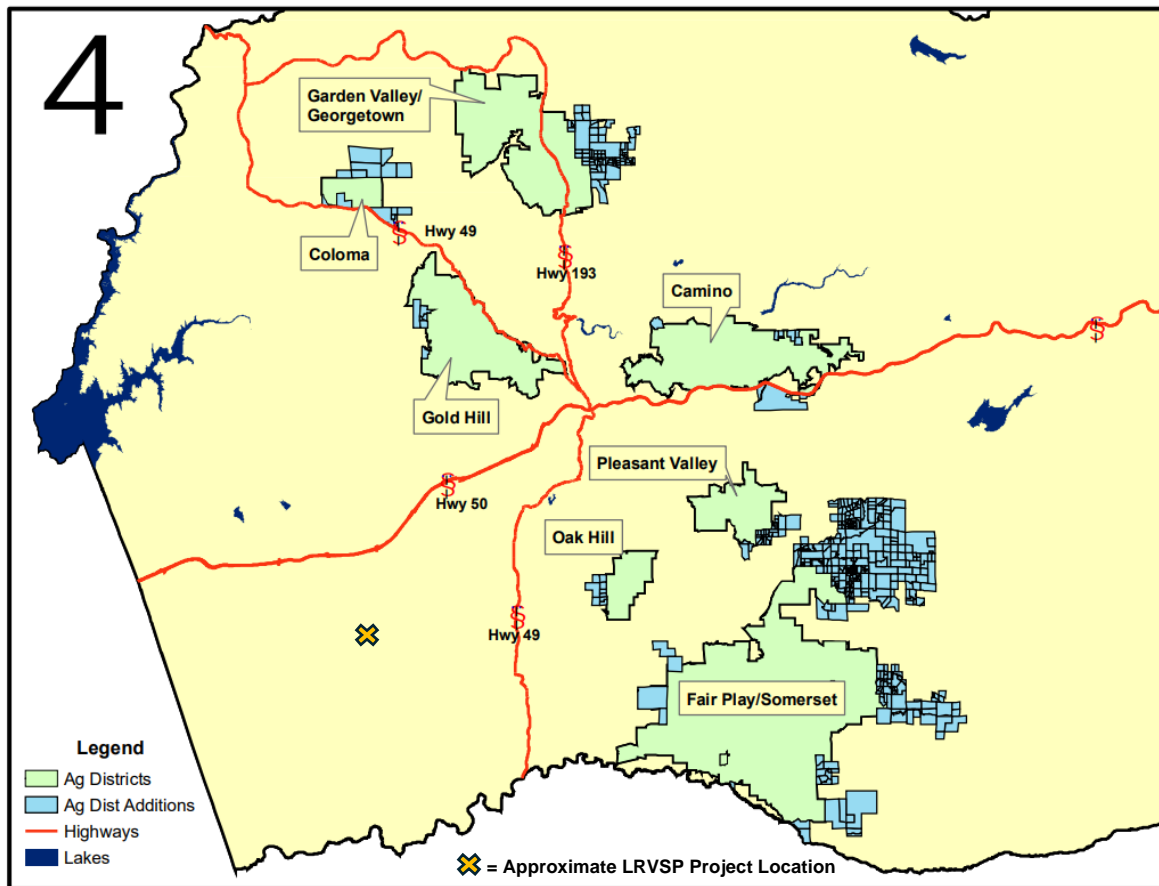 4
Garden Valley/
Georgetown
Coloma
Hwy 49
Hwy 193
Camino
Gold Hill
Pleasant Valley
Hwy 50
Oak Hill
Hwy 49
Fair Play/Somerset
Legend
Ag Districts
Ag Dist Additions
Highways
Lakes
= Approximate LRVSP Project Location